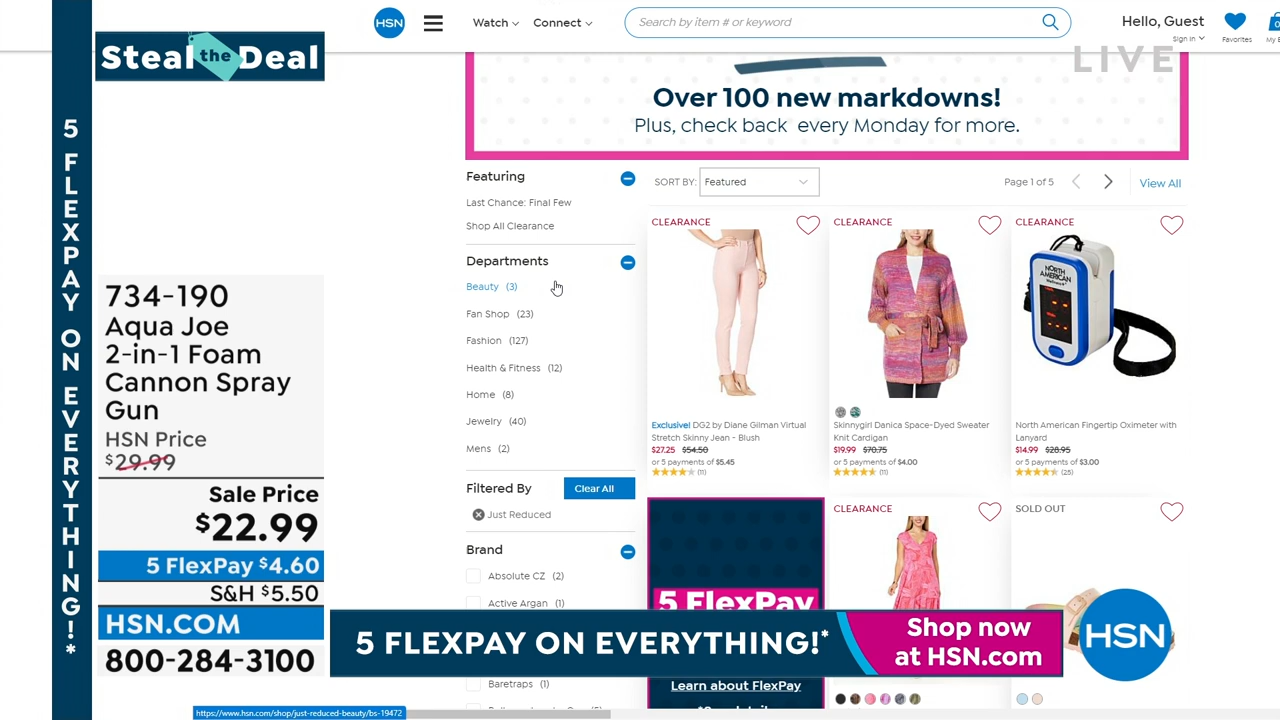 HSN
Watch
Connect
Search by item # or keyword
Hello, Guest
Sign In
Favorites
LIVE
Steal the Deal
5 FLEXPAY ON EVERYTHING!*
734-190
Aqua Joe
2-in-1 Foam
Cannon Spray
Gun
HSN Price
$29.99
Sale Price
$22.99
5 FlexPay $4.60
S&H $5.50
HSN.COM
800-284-3100
Over 100 new markdowns!
Plus, check back every Monday for more.
Featuring
Last Chance: Final Few
Shop All Clearance
Departments
Beauty (3)
Fan Shop (23)
Fashion (127)
Health & Fitness (12)
Home (8)
Jewelry (40)
Mens (2)
Filtered By
Clear All
Just Reduced
Brand
Absolute CZ (2)
Active Argan (1)
Baretraps (1)
SORT BY: Featured
Page 1 of 5
View All
CLEARANCE
Exclusive! DG2 by Diane Gilman Virtual
Stretch Skinny Jean - Blush
$27.25 $54.50
or 5 payments of $5.45
(11)
CLEARANCE
Skinnygirl Danica Space-Dyed Sweater
Knit Cardigan
$19.99 $70.75
or 5 payments of $4.00
(11)
CLEARANCE
NORTH
AMERICAN
North American Fingertip Oximeter with
Lanyard
$14.99 $28.95
or 5 payments of $3.00
(25)
5 FlexPay
Learn about FlexPay
CLEARANCE
SOLD OUT
5 FLEXPAY ON EVERYTHING!*
Shop now
at HSN.com
HSN
https://www.hsn.com/shop/just-reduced-beauty/bs-19472